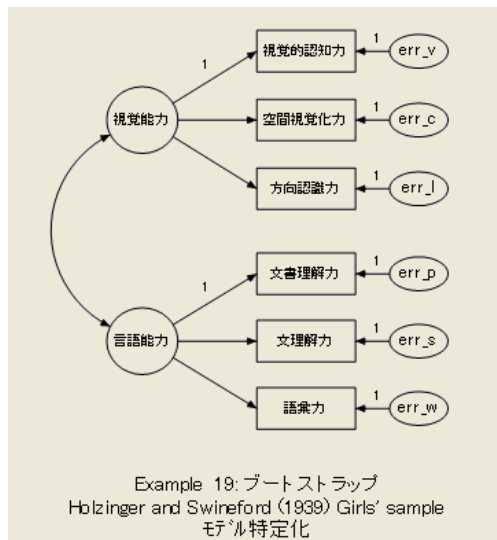 1
視覚的認知力
1
err_v
視覚能力
空間視覚化力
1
err_c
方向認識力
1
err_l
1
文書理解力
1
err_p
言語能力
文理解力
1
err_s
語彙力
1
err_w
Example 19: ブートストラップ
Holzinger and Swineford (1939) Girls' sample
モデル特定化